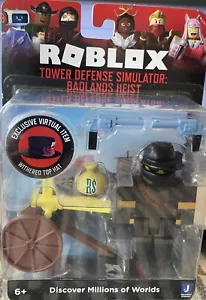 ROBLOX
TOWER DEFENSE SIMULATOR:
BADLANDS HEIST
EXCLUSIVE VIRTUAL ITEM
WITHERED TOP HAT
6+
Discover Millions of Worlds